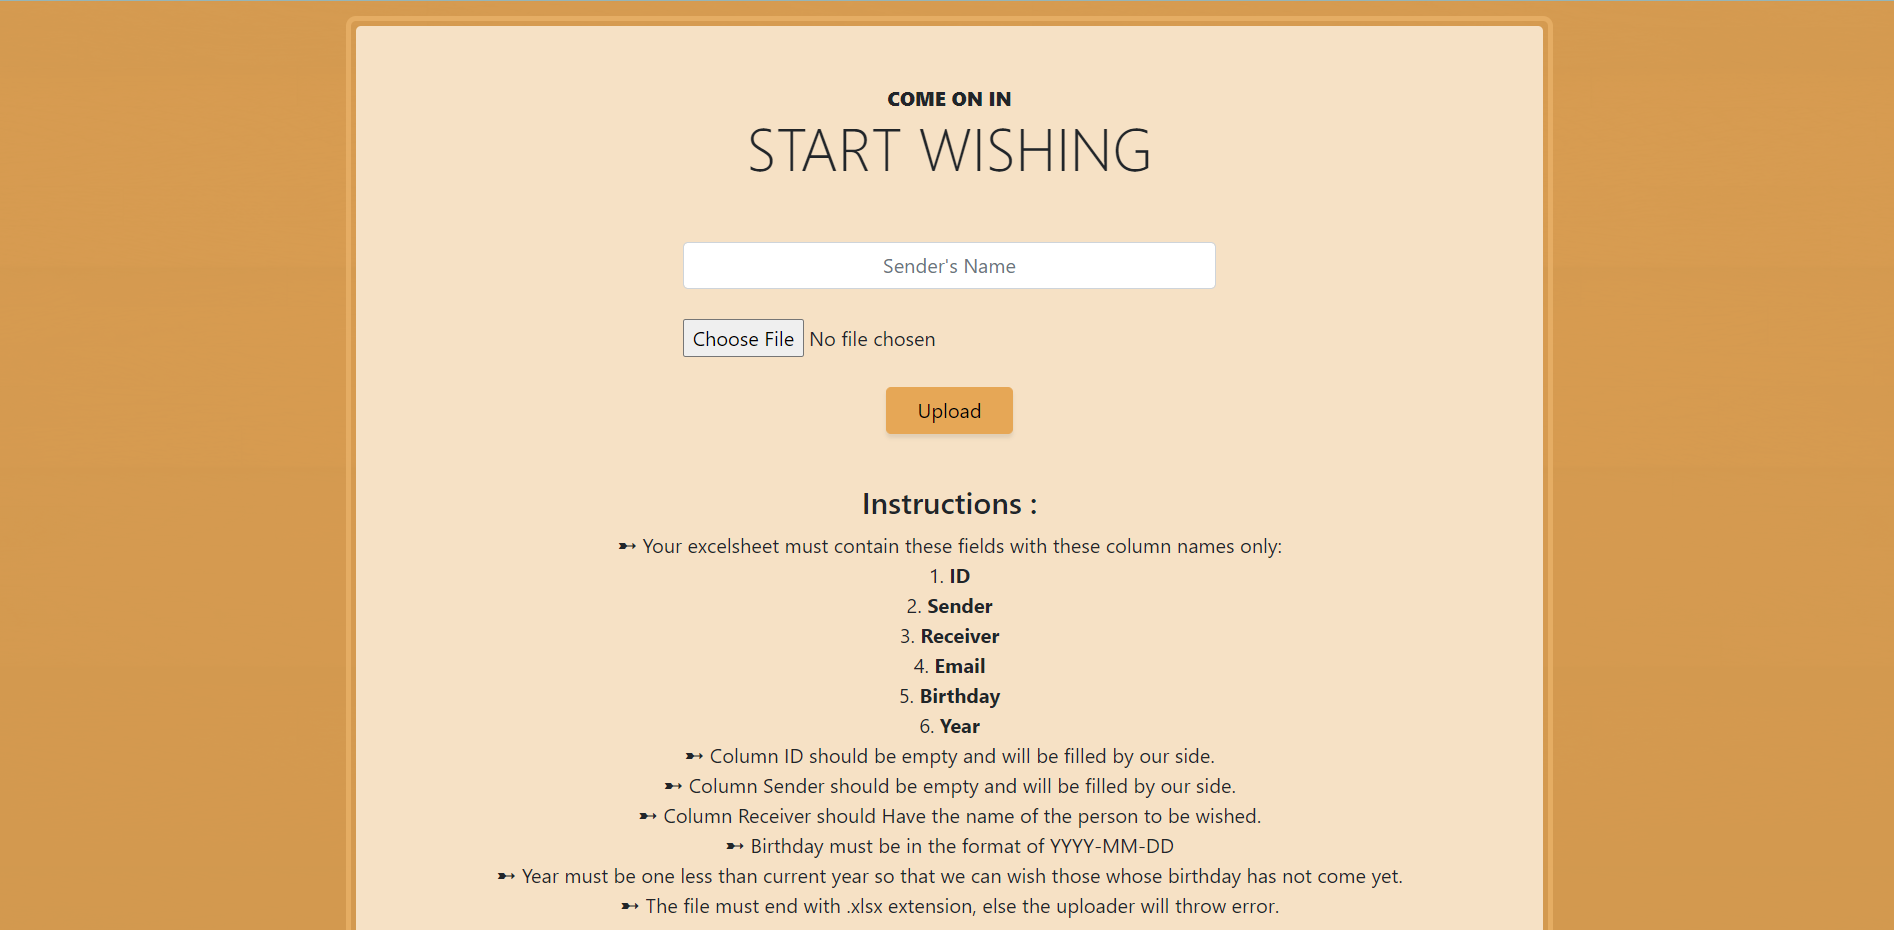 COME ON IN
START WISHING
Sender's Name
Choose File No file chosen
Upload
Instructions :
➸ Your excelsheet must contain these fields with these column names only:
1. ID
2. Sender
3. Receiver
4. Email
5. Birthday
6. Year
➸ Column ID should be empty and will be filled by our side.
➸ Column Sender should be empty and will be filled by our side.
➸ Column Receiver should Have the name of the person to be wished.
➸ Birthday must be in the format of YYYY-MM-DD
➸ Year must be one less than current year so that we can wish those whose birthday has not come yet.
➸ The file must end with .xlsx extension, else the uploader will throw error.